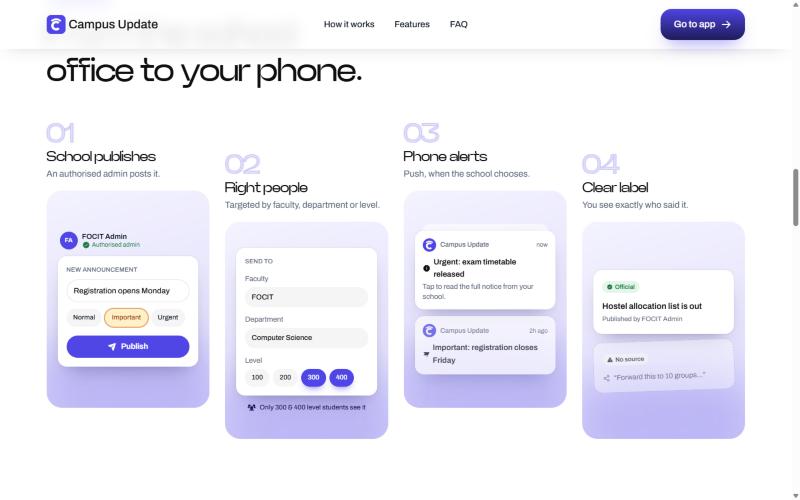 Campus Update
How it works
Features
FAQ
Go to app
office to your phone.
01
School publishes
An authorised admin posts it.
FA
FOCIT Admin
Authorised admin
NEW ANNOUNCEMENT
Registration opens Monday
Normal
Important
Urgent
Publish
02
Right people
Targeted by faculty, department or level.
SEND TO
Faculty
FOCIT
Department
Computer Science
Level
100
200
300
400
Only 300 & 400 level students see it
03
Phone alerts
Push, when the school chooses.
Campus Update
now
Urgent: exam timetable
released
Tap to read the full notice from your
school.
Campus Update
2h ago
Important: registration closes
Friday
04
Clear label
You see exactly who said it.
Official
Hostel allocation list is out
Published by FOCIT Admin
No source
"Forward this to 10 groups..."